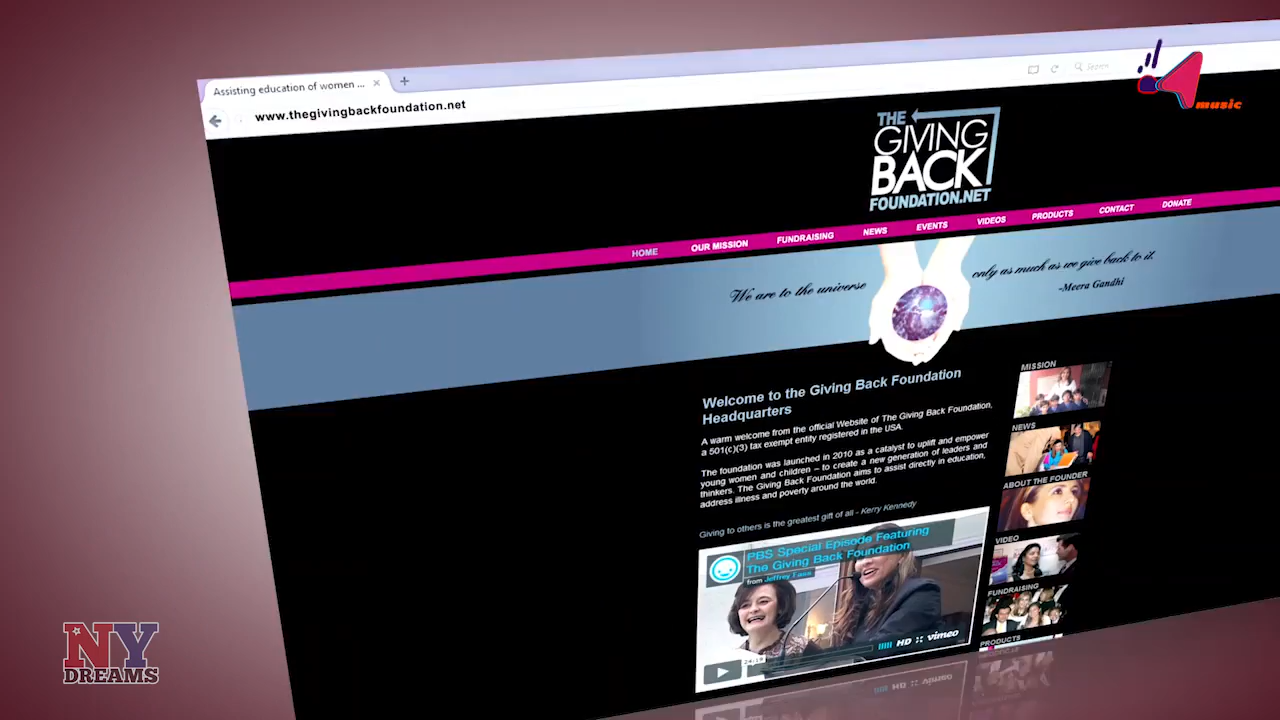 Assisting education of women ...
www.thegivingbackfoundation.net
Search
music
THE
GIVING
BACK
FOUNDATION.NET
HOME
OUR MISSION
FUNDRAISING
NEWS
EVENTS
VIDEOS
PRODUCTS
CONTACT
DONATE
We are to the universe
only as much as we give back to it.
-Meera Gandhi
Welcome to the Giving Back Foundation
Headquarters
A warm welcome from the official Website of The Giving Back Foundation,
a 501(c)(3) tax exempt entity registered in the USA.
The foundation was launched in 2010 as a catalyst to uplift and empower
young women and children – to create a new generation of leaders and
thinkers. The Giving Back Foundation aims to assist directly in education,
address illness and poverty around the world.
Giving to others is the greatest gift of all - Kerry Kennedy
PBS Special Episode Featuring
The Giving Back Foundation
from Jeffrey Fass
24:19
HD
vimeo
MISSION
NEWS
ABOUT THE FOUNDER
VIDEO
FUNDRAISING
PRODUCTS
NY
DREAMS